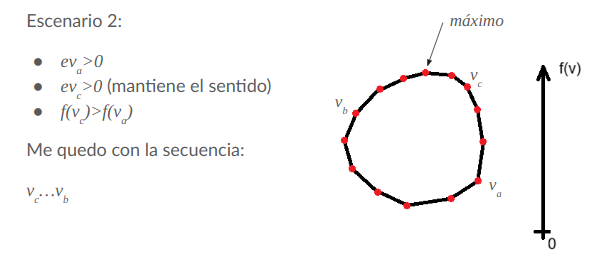 Escenario 2:
● ev_a>0
● ev_c>0 (mantiene el sentido)
● f(v_c)>f(v_a)
Me quedo con la secuencia:
v_c…v_b
máximo
v_c
v_b
v_a
f(v)
0